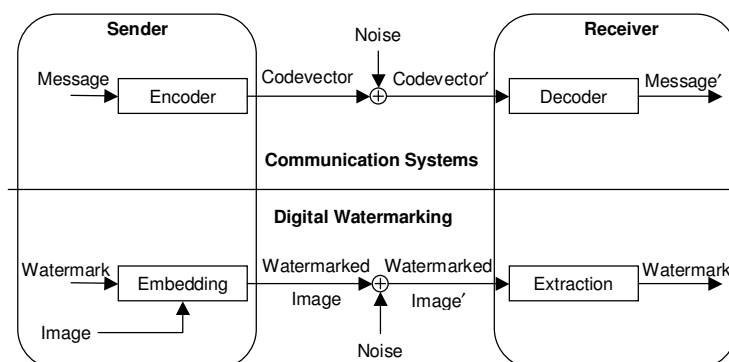 Sender
Receiver
Noise
Message
Codevector
Codevector′
Message′
Encoder
Decoder
Communication Systems
Digital Watermarking
Watermark
Watermarked
Watermarked
Watermark
Embedding
Extraction
Image
Image′
Image
Noise